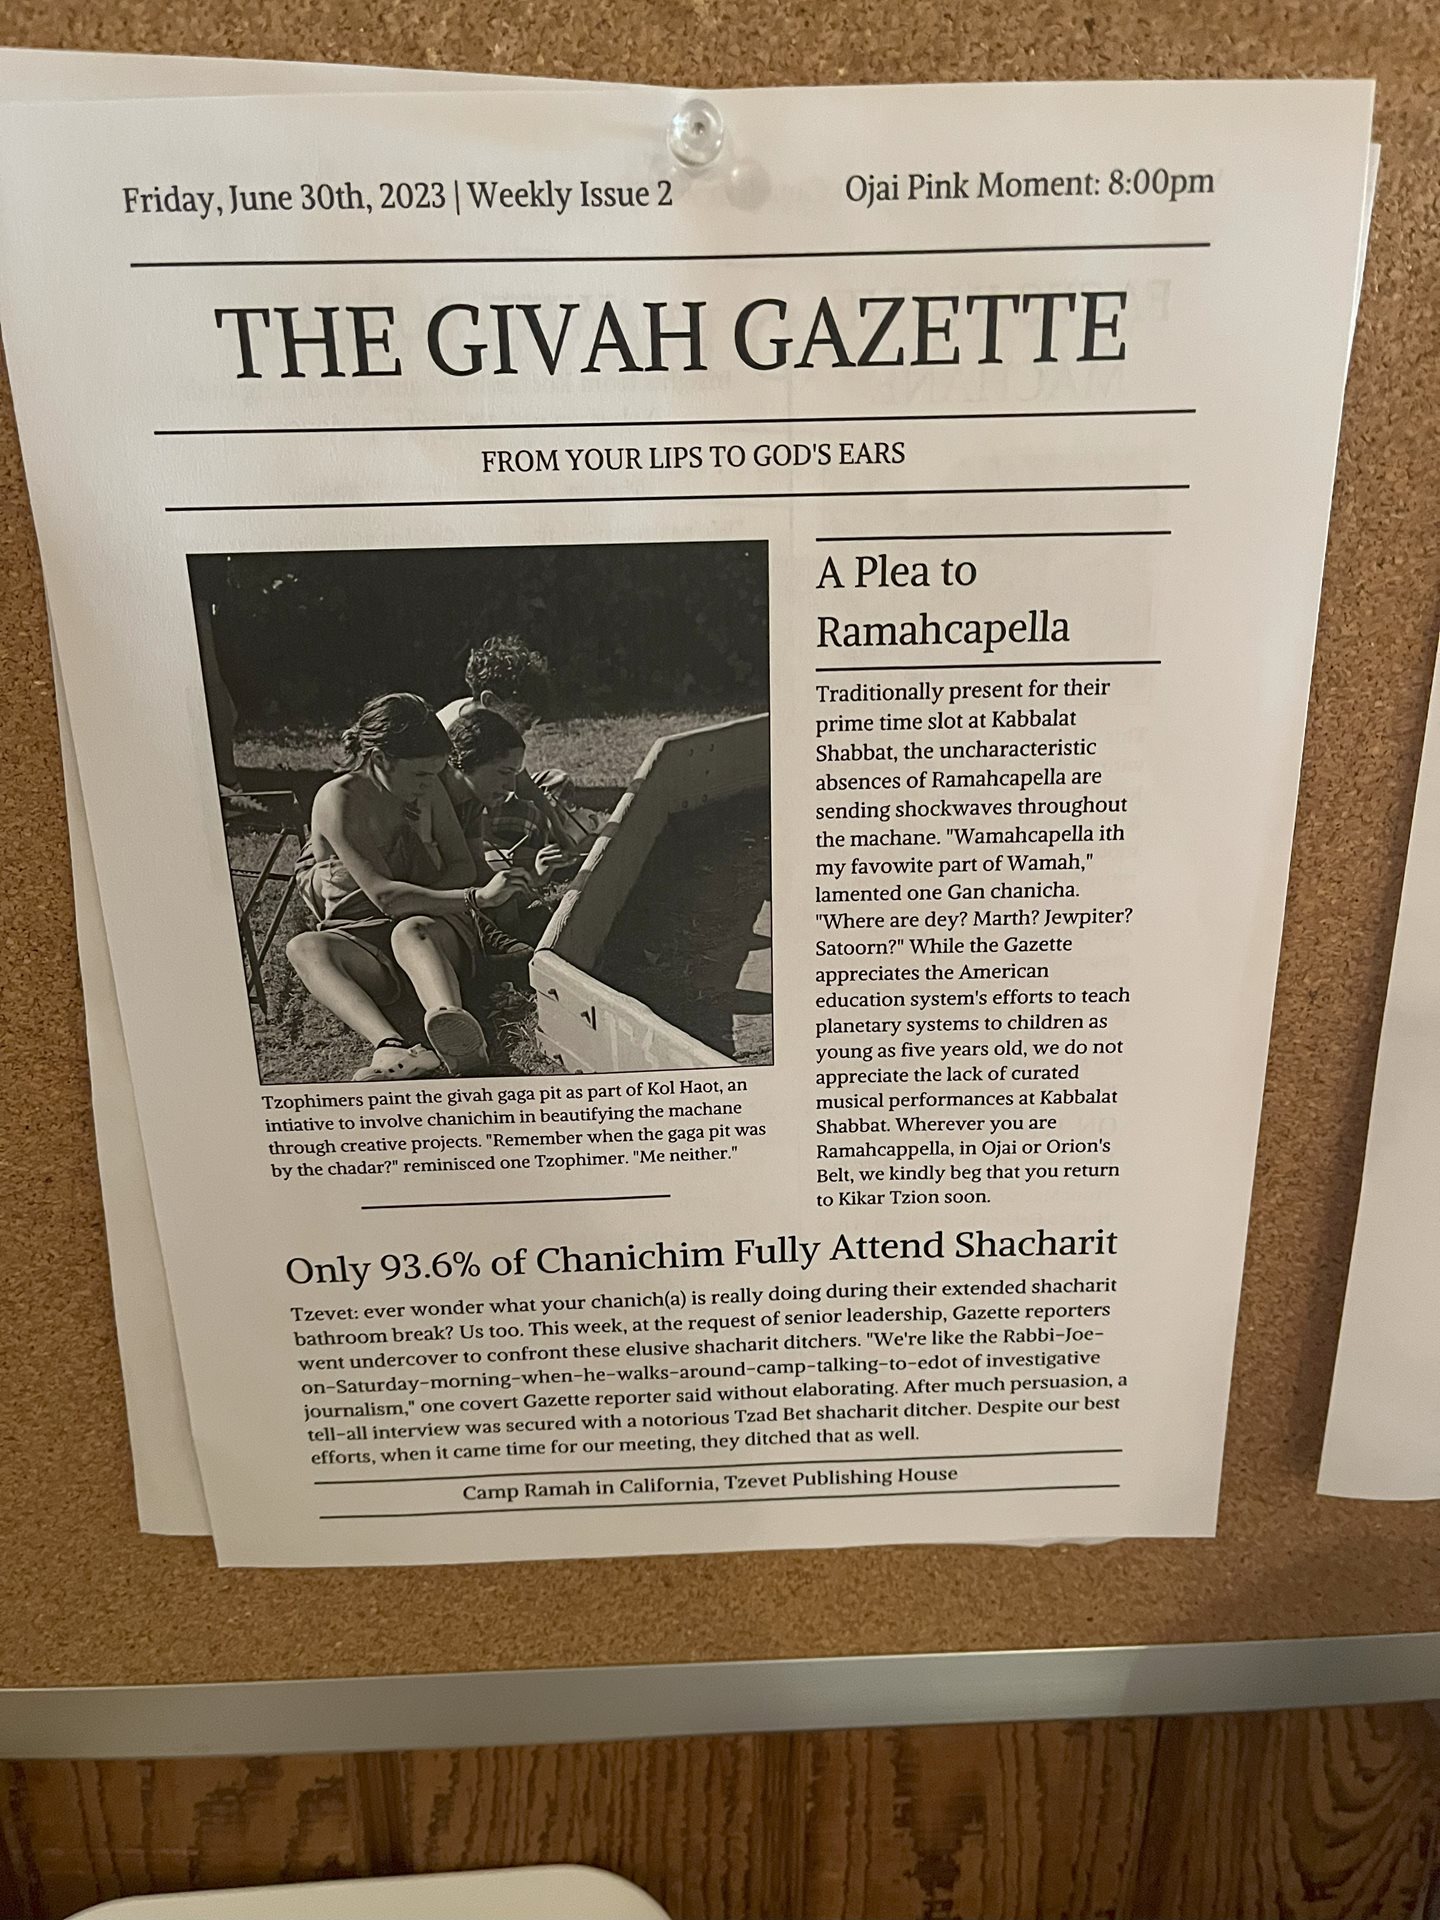 Friday, June 30th, 2023 | Weekly Issue 2
Ojai Pink Moment: 8:00pm
THE GIVAH GAZETTE
FROM YOUR LIPS TO GOD'S EARS
Tzophimers paint the givah gaga pit as part of Kol Haot, an
intiative to involve chanichim in beautifying the machane
through creative projects. "Remember when the gaga pit was
by the chadar?" reminisced one Tzophimer. "Me neither."
A Plea to
Ramahcapella
Traditionally present for their
prime time slot at Kabbalat
Shabbat, the uncharacteristic
absences of Ramahcapella are
sending shockwaves throughout
the machane. "Wamahcapella ith
my favowite part of Wamah,"
lamented one Gan chanicha.
"Where are dey? Marth? Jewpiter?
Satoorn?" While the Gazette
appreciates the American
education system's efforts to teach
planetary systems to children as
young as five years old, we do not
appreciate the lack of curated
musical performances at Kabbalat
Shabbat. Wherever you are
Ramahcappella, in Ojai or Orion's
Belt, we kindly beg that you return
to Kikar Tzion soon.
Only 93.6% of Chanichim Fully Attend Shacharit
Tzevet: ever wonder what your chanich(a) is really doing during their extended shacharit
bathroom break? Us too. This week, at the request of senior leadership, Gazette reporters
went undercover to confront these elusive shacharit ditchers. "We're like the Rabbi-Joe-
on-Saturday-morning-when-he-walks-around-camp-talking-to-edot of investigative
journalism," one covert Gazette reporter said without elaborating. After much persuasion, a
tell-all interview was secured with a notorious Tzad Bet shacharit ditcher. Despite our best
efforts, when it came time for our meeting, they ditched that as well.
Camp Ramah in California, Tzevet Publishing House